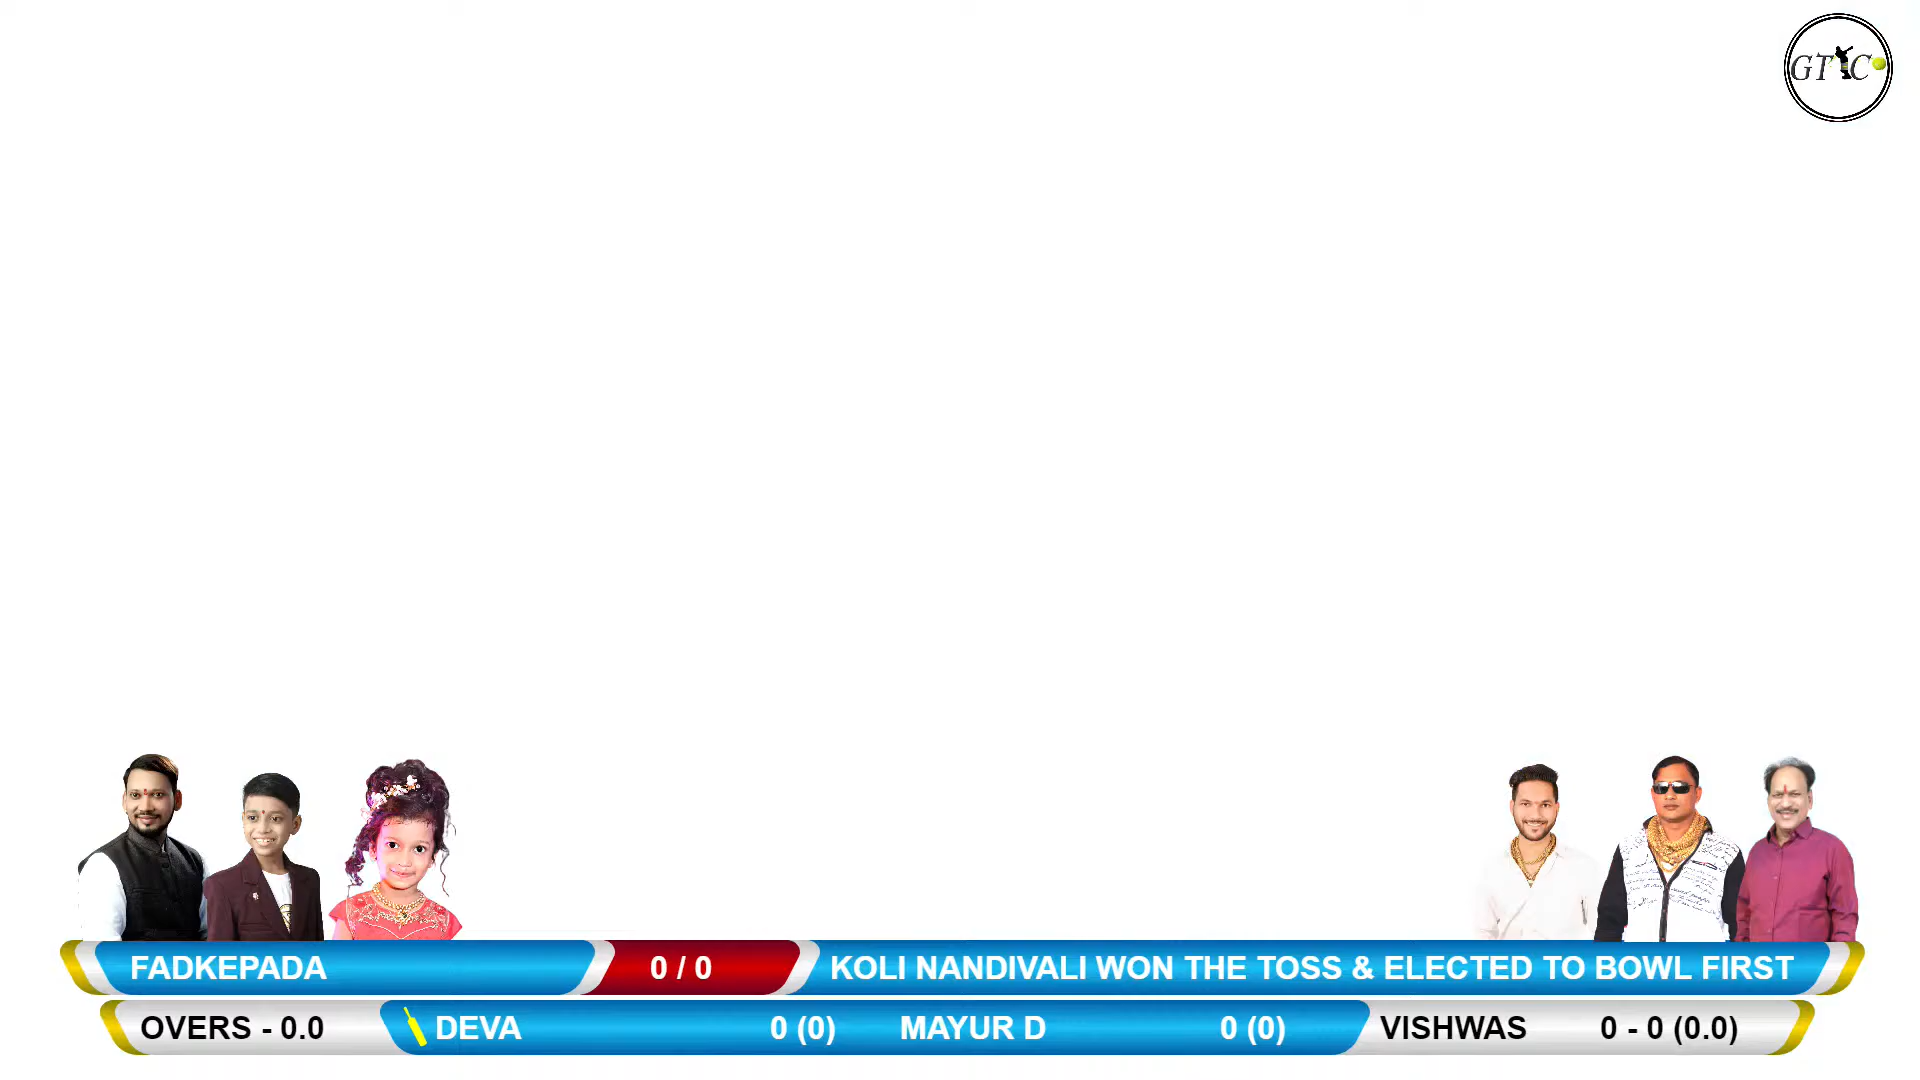 GTC
FADKEPADA 0 / 0 KOLI NANDIVALI WON THE TOSS & ELECTED TO BOWL FIRST
OVERS - 0.0 DEVA 0 (0) MAYUR D 0 (0) VISHWAS 0 - 0 (0.0)